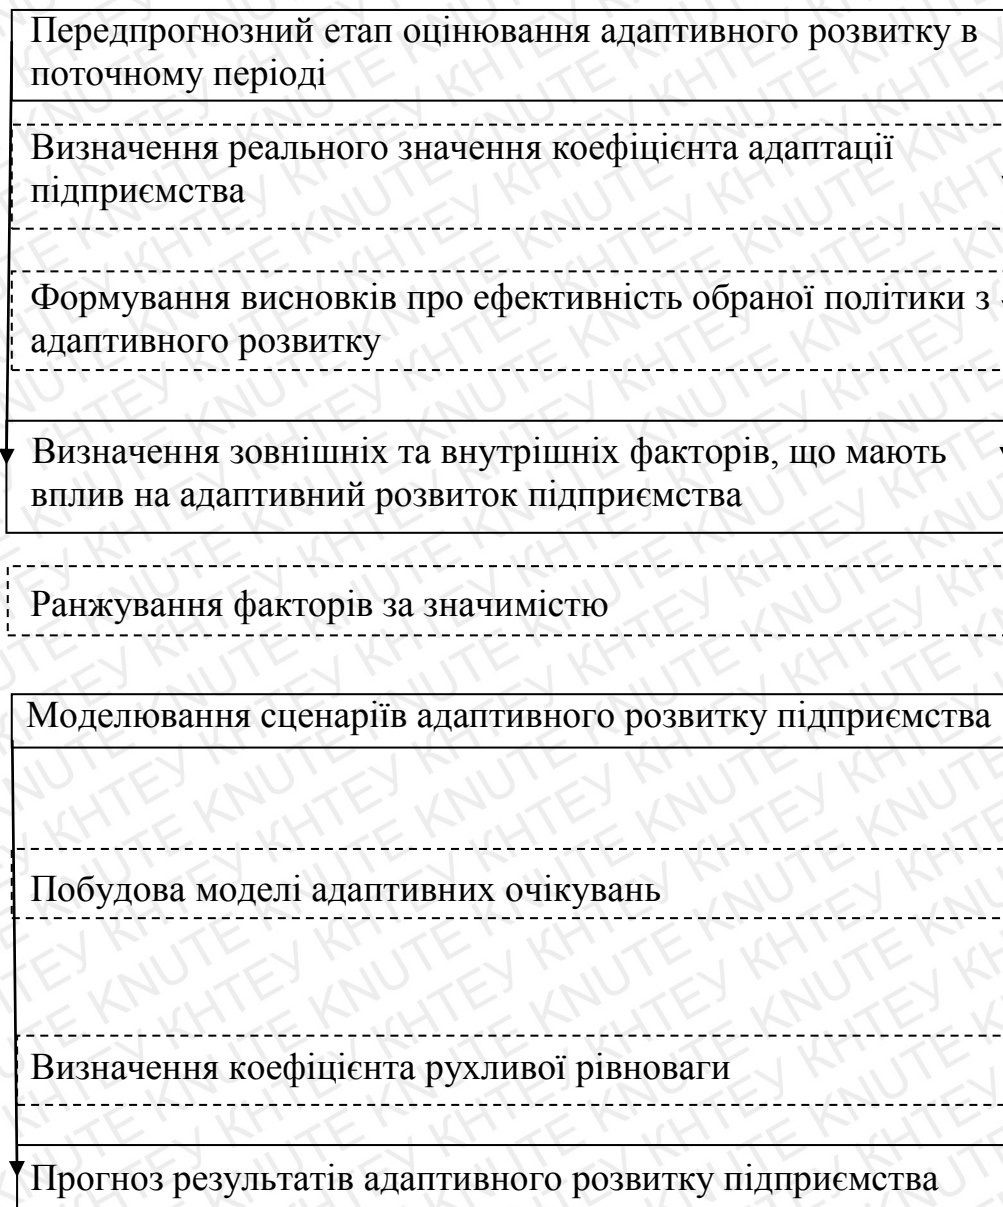 Передпрогнозний етап оцінювання адаптивного розвитку в
поточному періоді
Визначення реального значення коефіцієнта адаптації
підприємства
Формування висновків про ефективність обраної політики з
адаптивного розвитку
Визначення зовнішніх та внутрішніх факторів, що мають
вплив на адаптивний розвиток підприємства
Ранжування факторів за значимістю
Моделювання сценаріїв адаптивного розвитку підприємства
Побудова моделі адаптивних очікувань
Визначення коефіцієнта рухливої рівноваги
Прогноз результатів адаптивного розвитку підприємства